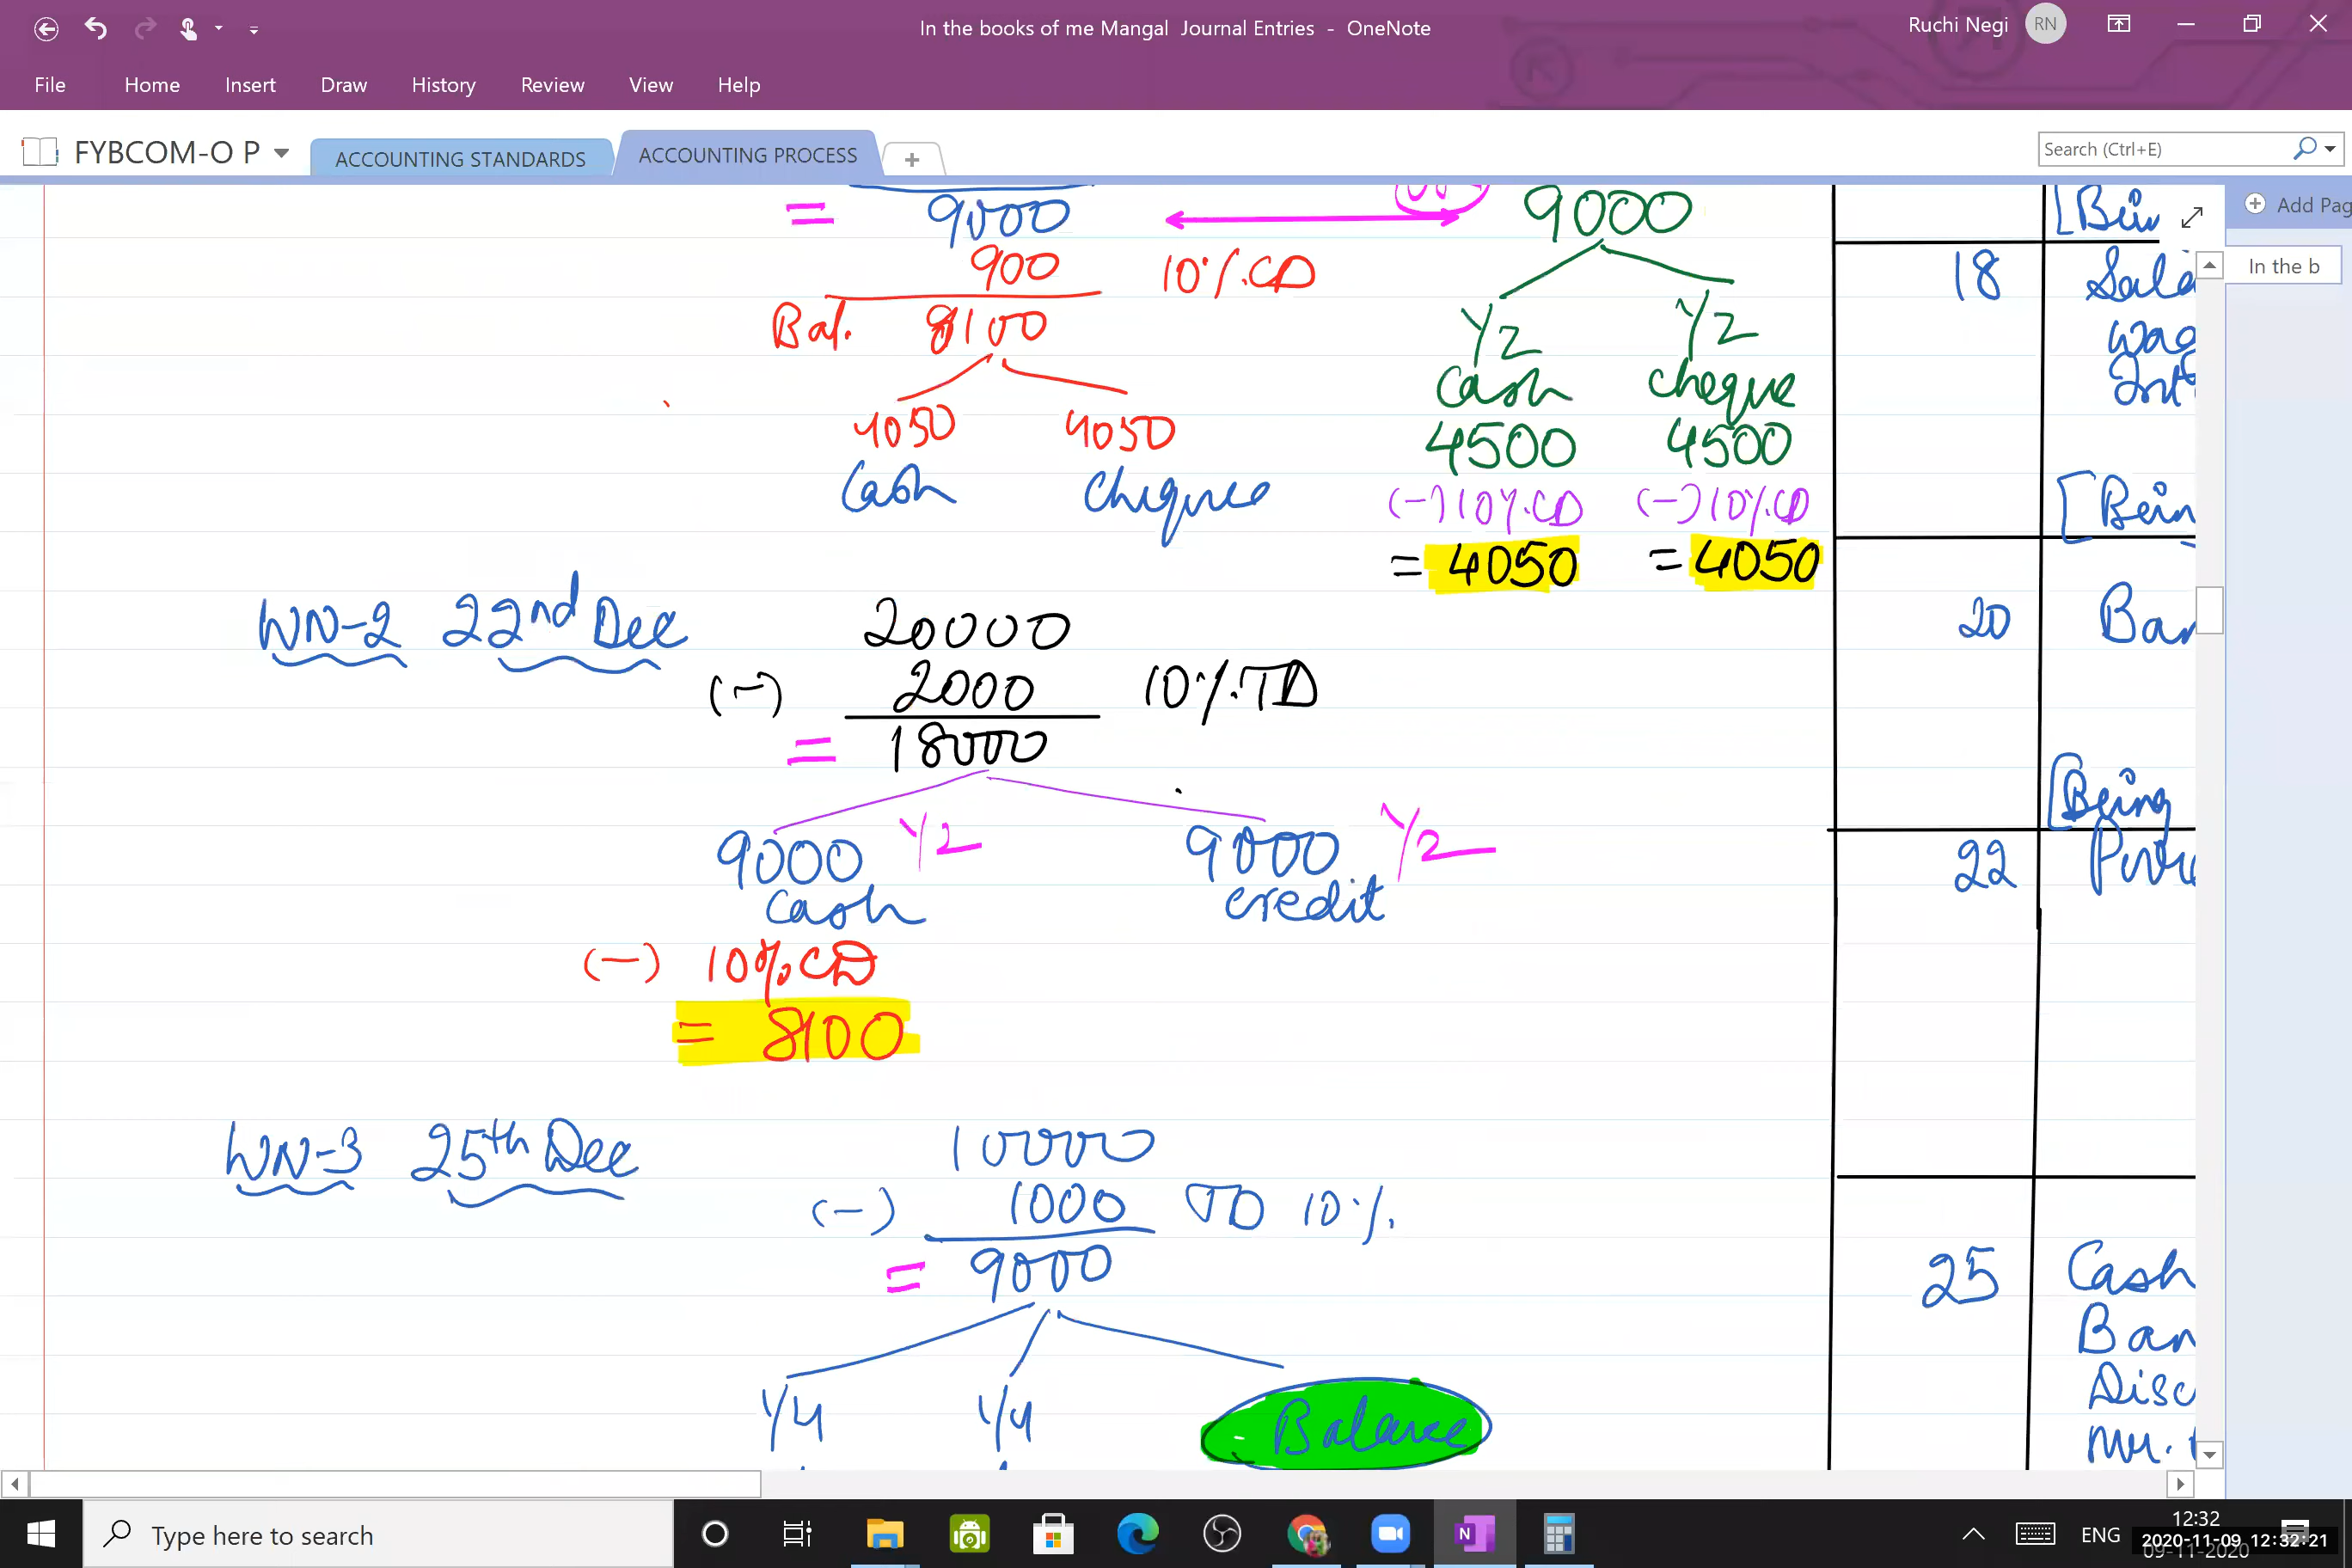 In the books of me Mangal Journal Entries - OneNote
Ruchi Negi RN
File Home Insert Draw History Review View Help
FYBCOM-O P ACCOUNTING STANDARDS ACCOUNTING PROCESS +
Search (Ctrl+E)
Add Pag
In the b
= 9000
900 10%.CD
Bal. 8100
4050 4050
Cash Cheque
9000
1/2 1/2
Cash Cheque
4500 4500
(-) 10%.CD (-) 10%.CD
= 4050 = 4050
WN-2 22nd Dec
20000
(-) 2000 10%.TD
= 18000
9000 1/2 9000 1/2
Cash credit
(-) 10% CD
= 8100
WN-3 25th Dec
10000
(-) 1000 TD 10%.
= 9000
1/4 1/4 Balance
18
20
[Being
22
25 Cash
Type here to search
ENG
12:32
09-11-2020
2020-11-09 12:32:21